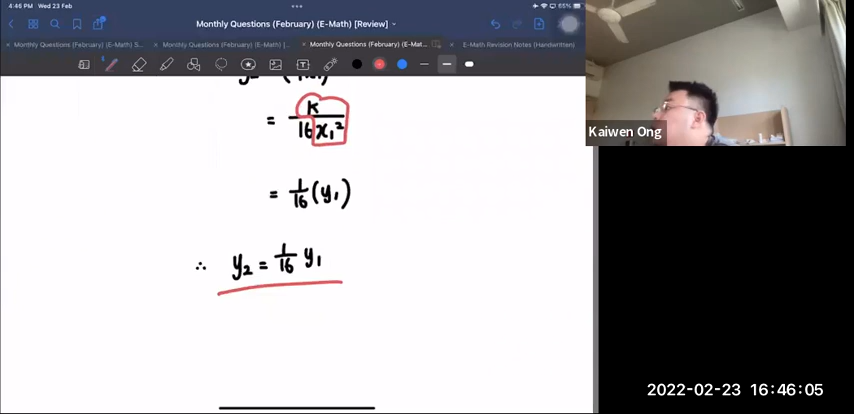 4:46 PM Wed 23 Feb
55%
Monthly Questions (February) (E-Math) [Review]
Monthly Questions (February) (E-Math) S...
Monthly Questions (February) (E-Math) [...
Monthly Questions (February) (E-Mat...
E-Math Revision Notes (Handwritten)
= k/16x₁²
= 1/16 (y₁)
∴ y₂ = 1/16 y₁
Kaiwen Ong
2022-02-23 16:46:05